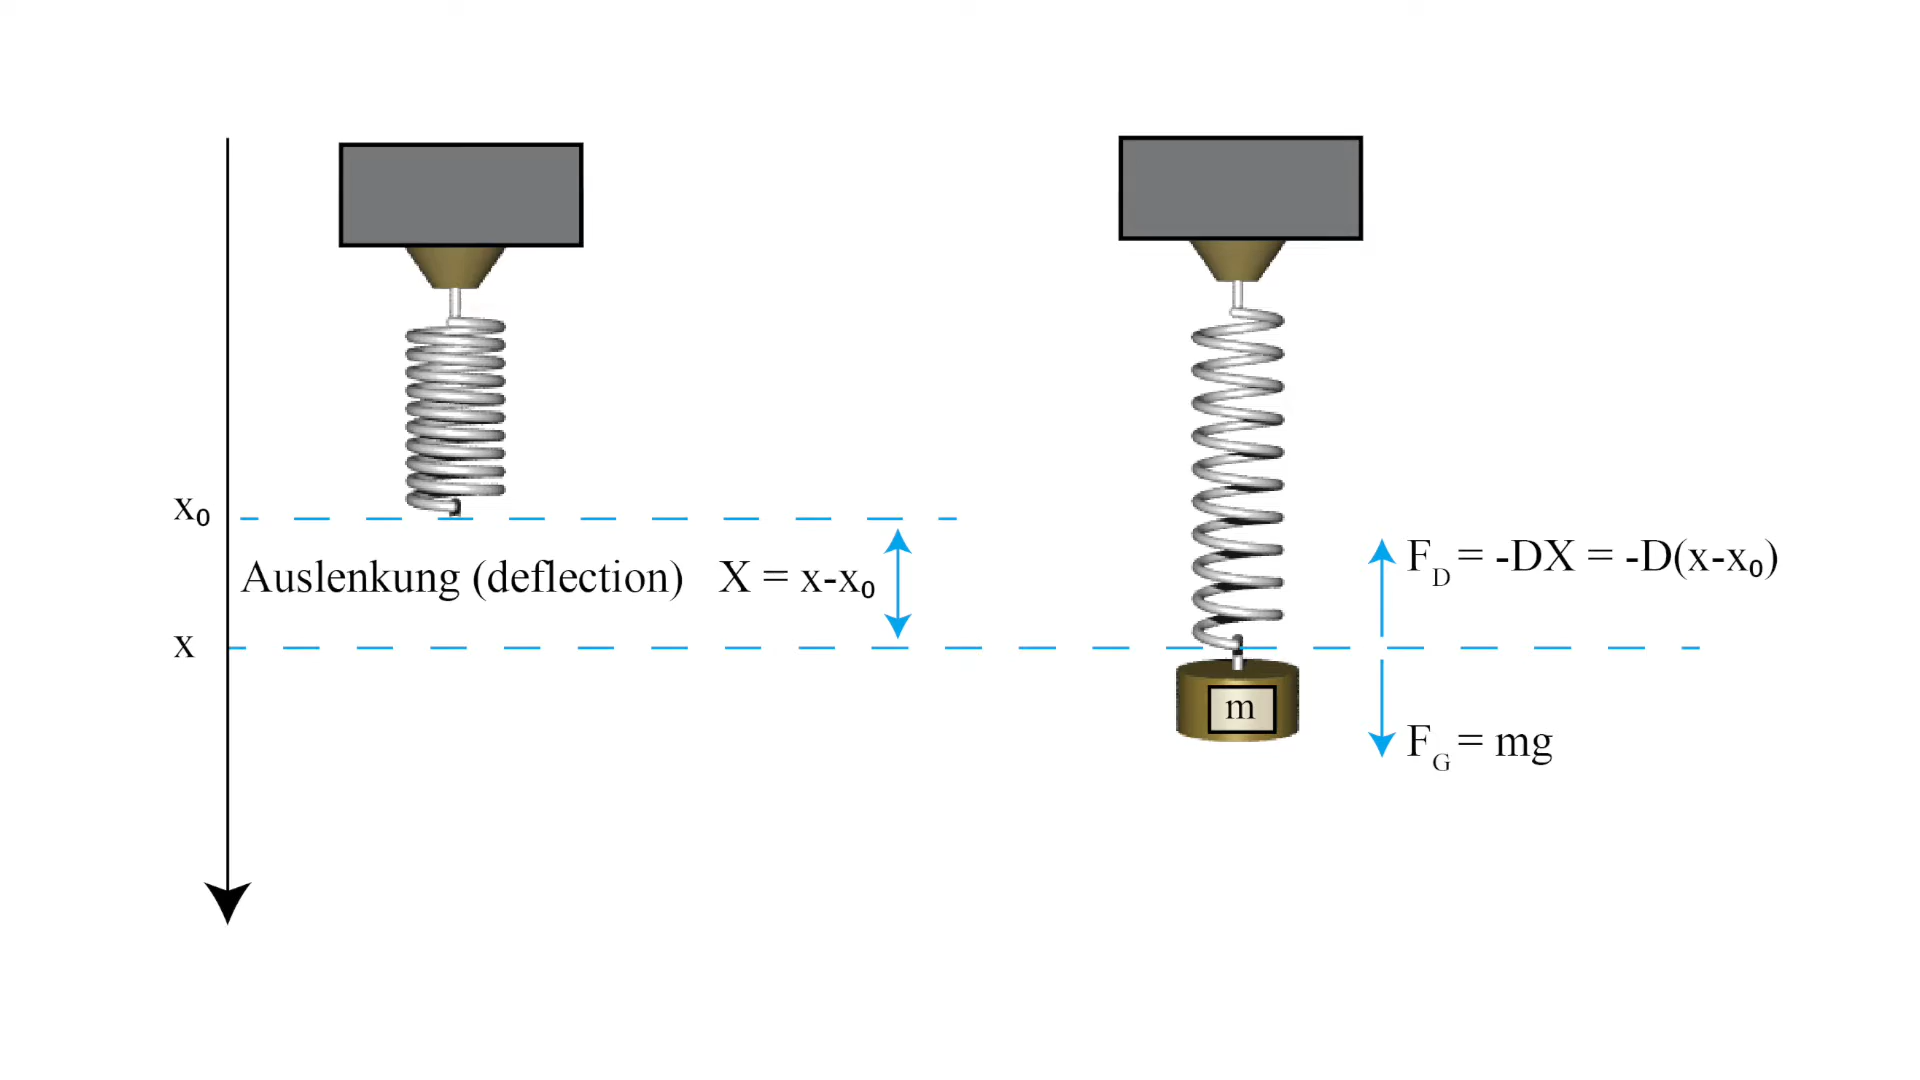 x₀
Auslenkung (deflection) X = x-x₀
x
F_D = -DX = -D(x-x₀)
m
F_G = mg